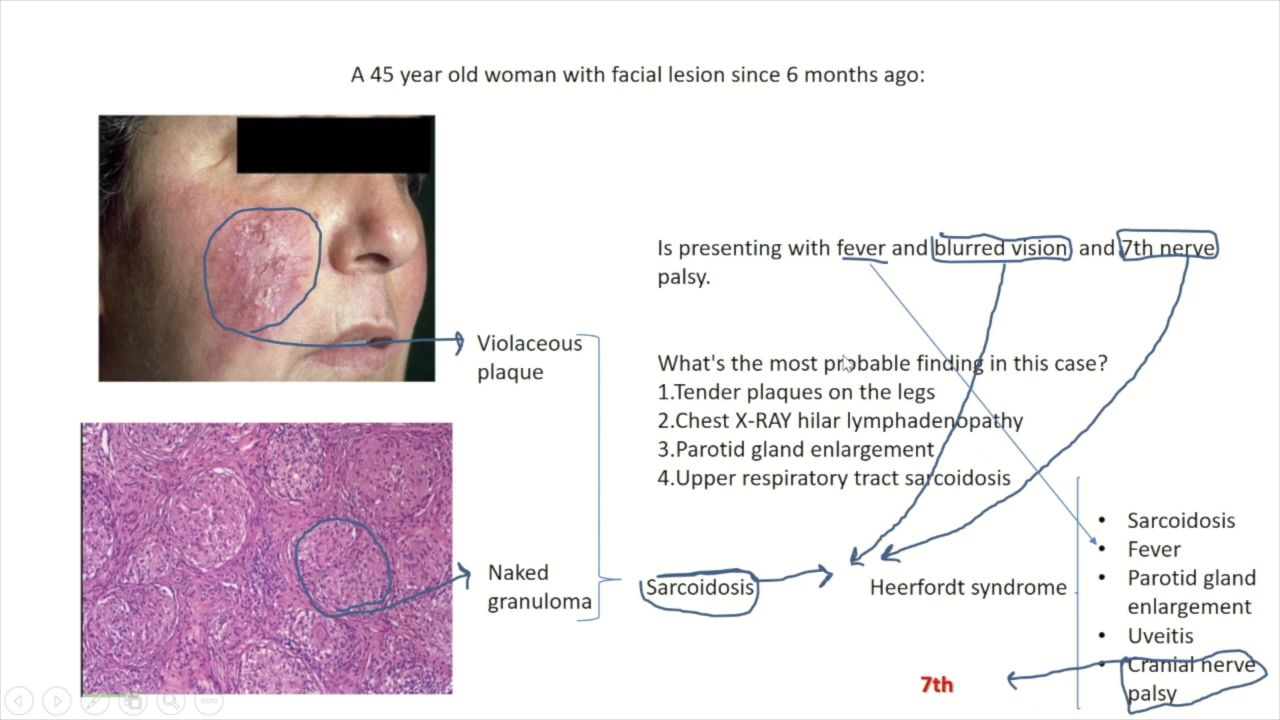 A 45 year old woman with facial lesion since 6 months ago:
Is presenting with fever and blurred vision and 7th nerve
palsy.
Violaceous
plaque
What's the most probable finding in this case?
1.Tender plaques on the legs
2.Chest X-RAY hilar lymphadenopathy
3.Parotid gland enlargement
4.Upper respiratory tract sarcoidosis
Naked
granuloma
Sarcoidosis
Heerfordt syndrome
• Sarcoidosis
• Fever
• Parotid gland
enlargement
• Uveitis
• Cranial nerve
palsy
7th